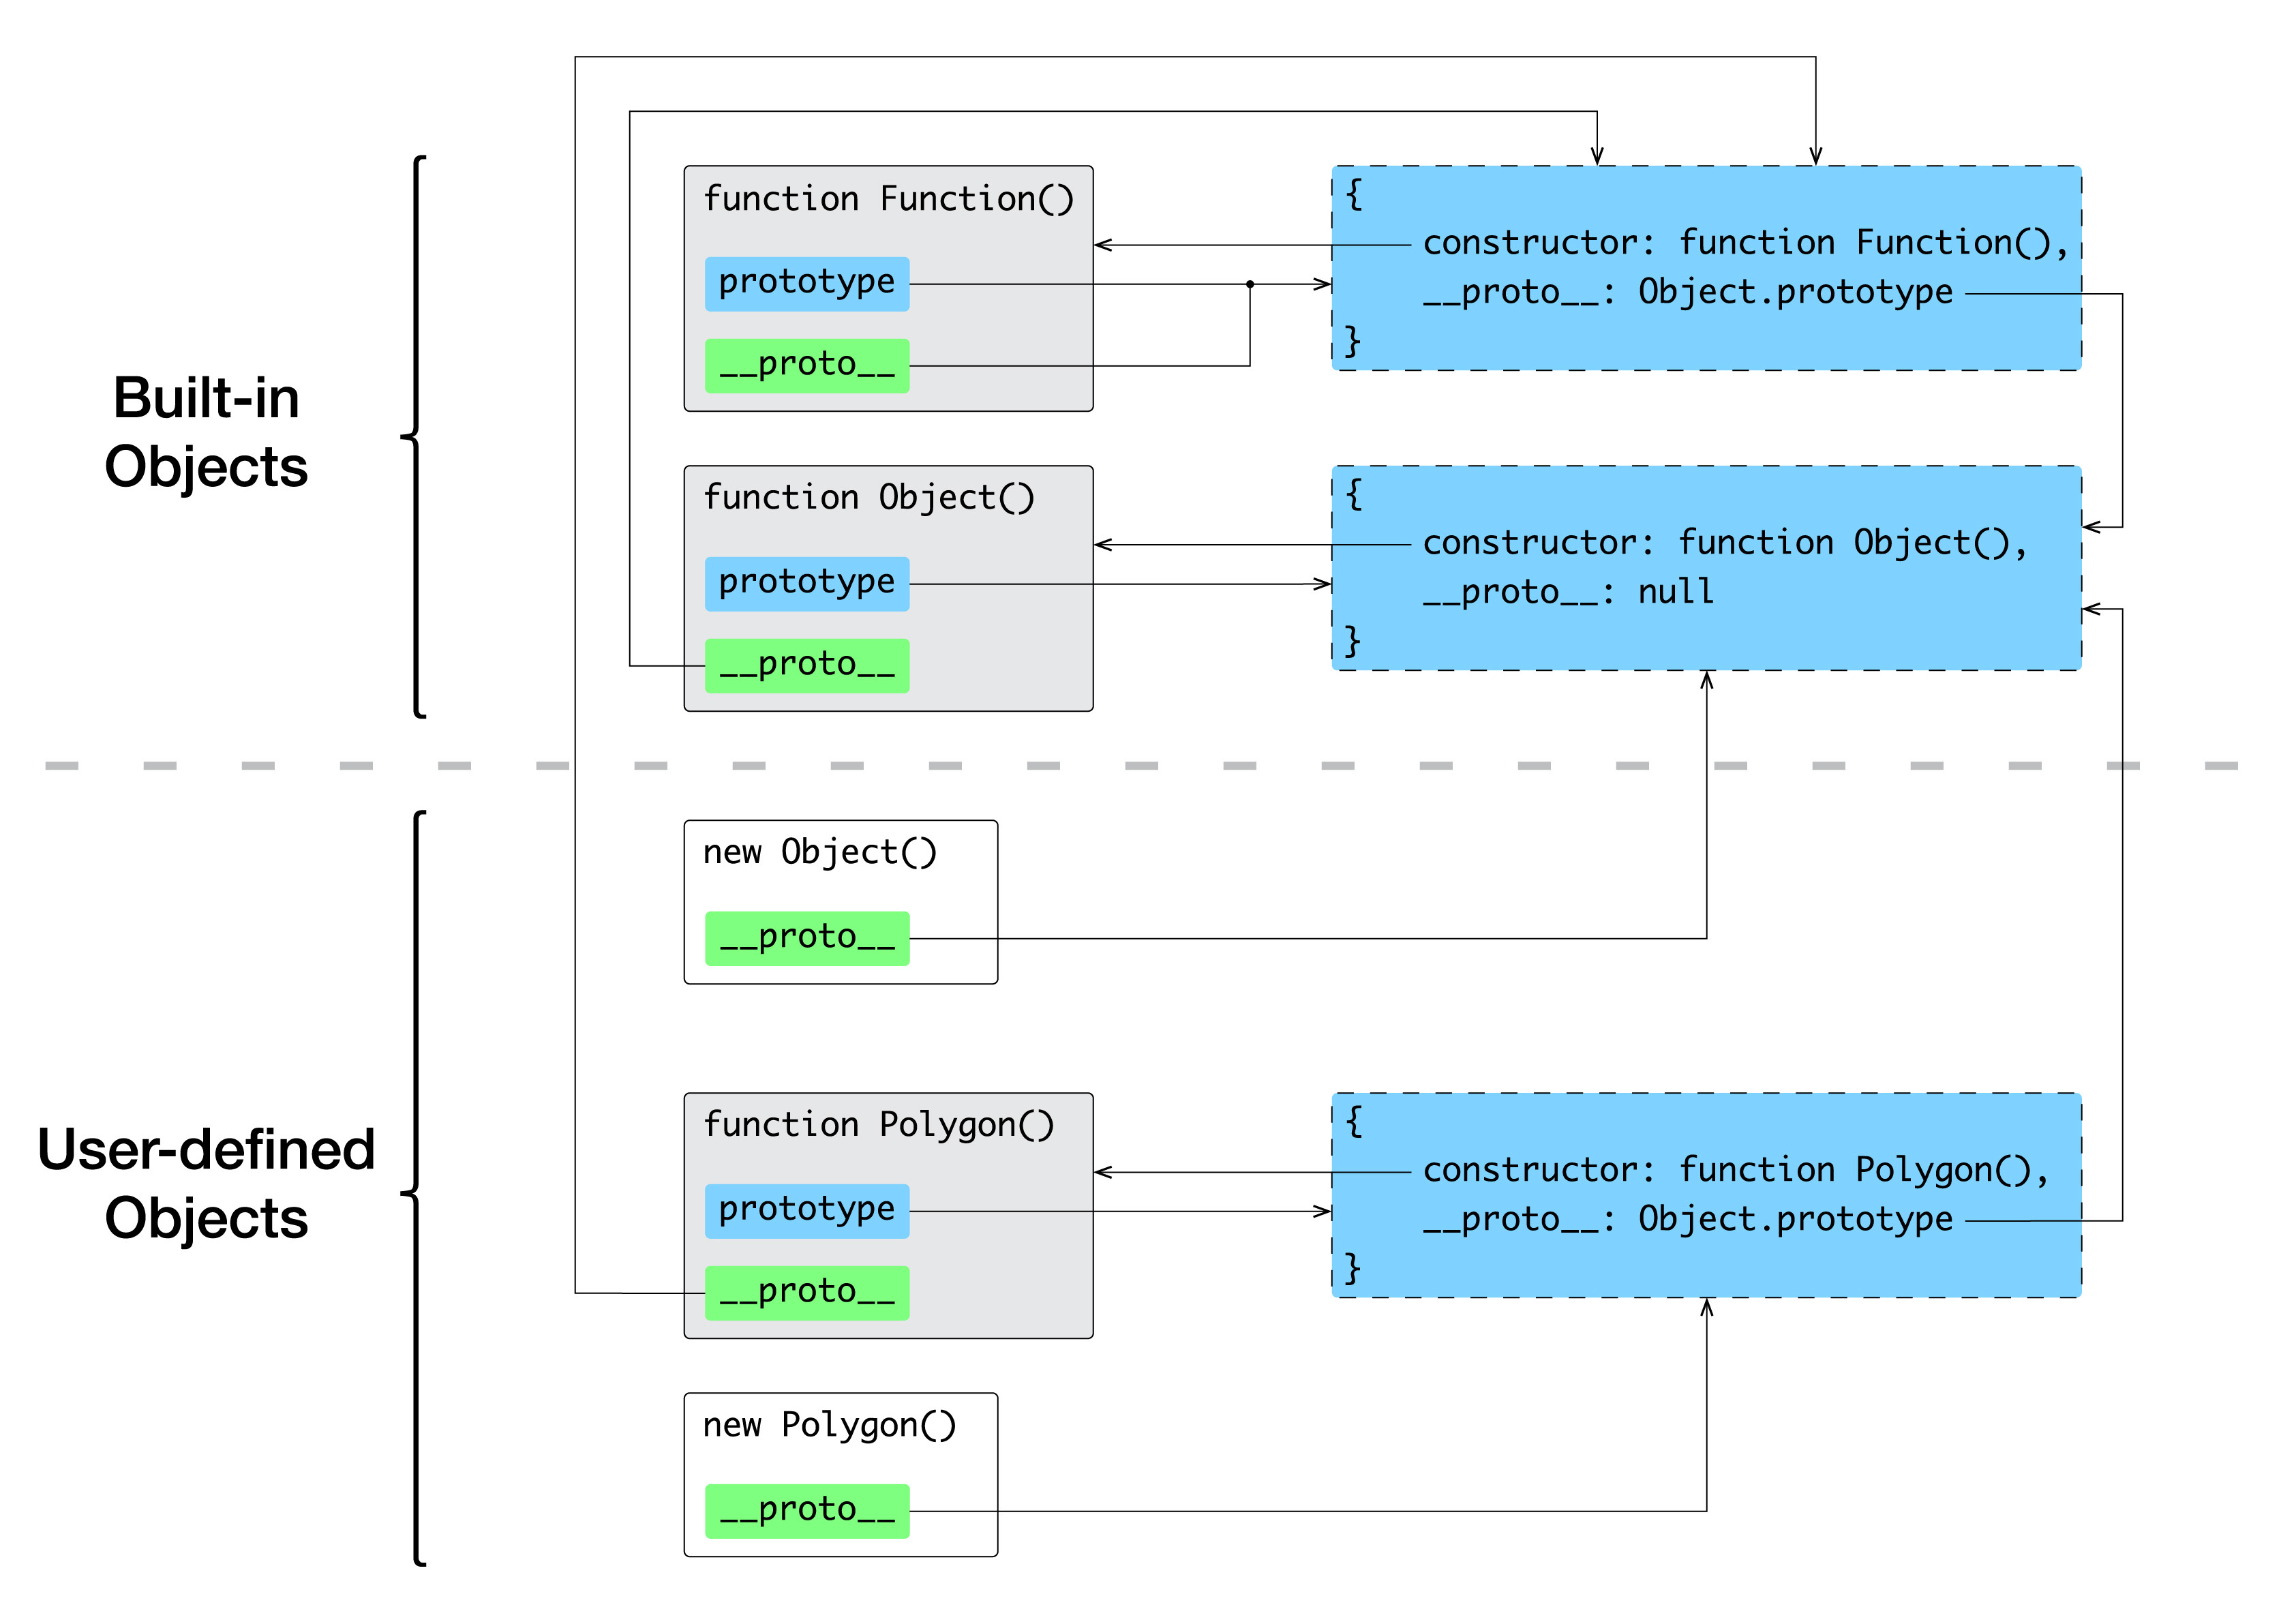 Built-in
Objects
function Function()
prototype
__proto__
{
constructor: function Function(),
__proto__: Object.prototype
}
function Object()
prototype
__proto__
{
constructor: function Object(),
__proto__: null
}
User-defined
Objects
new Object()
__proto__
function Polygon()
prototype
__proto__
{
constructor: function Polygon(),
__proto__: Object.prototype
}
new Polygon()
__proto__